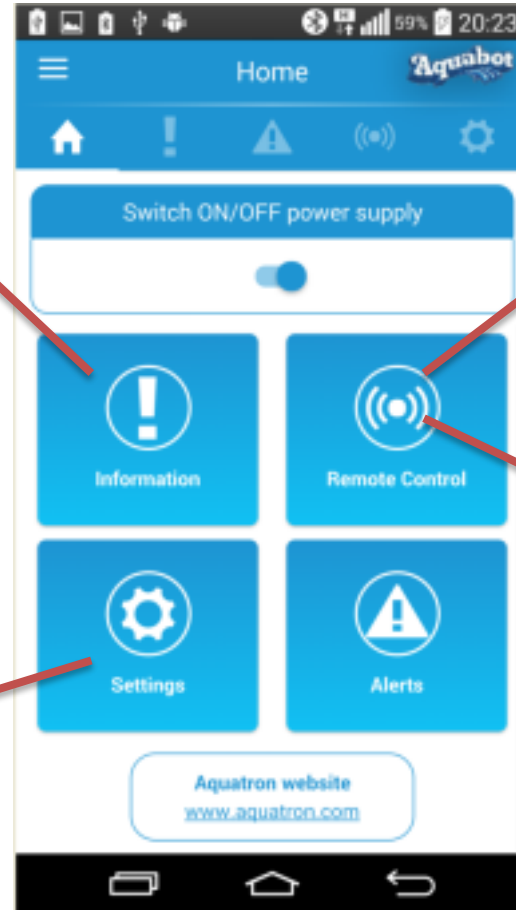 59% 20:23
Home
Aquabot
Switch ON/OFF power supply
Information
Remote Control
Settings
Alerts
Aquatron website
www.aquatron.com